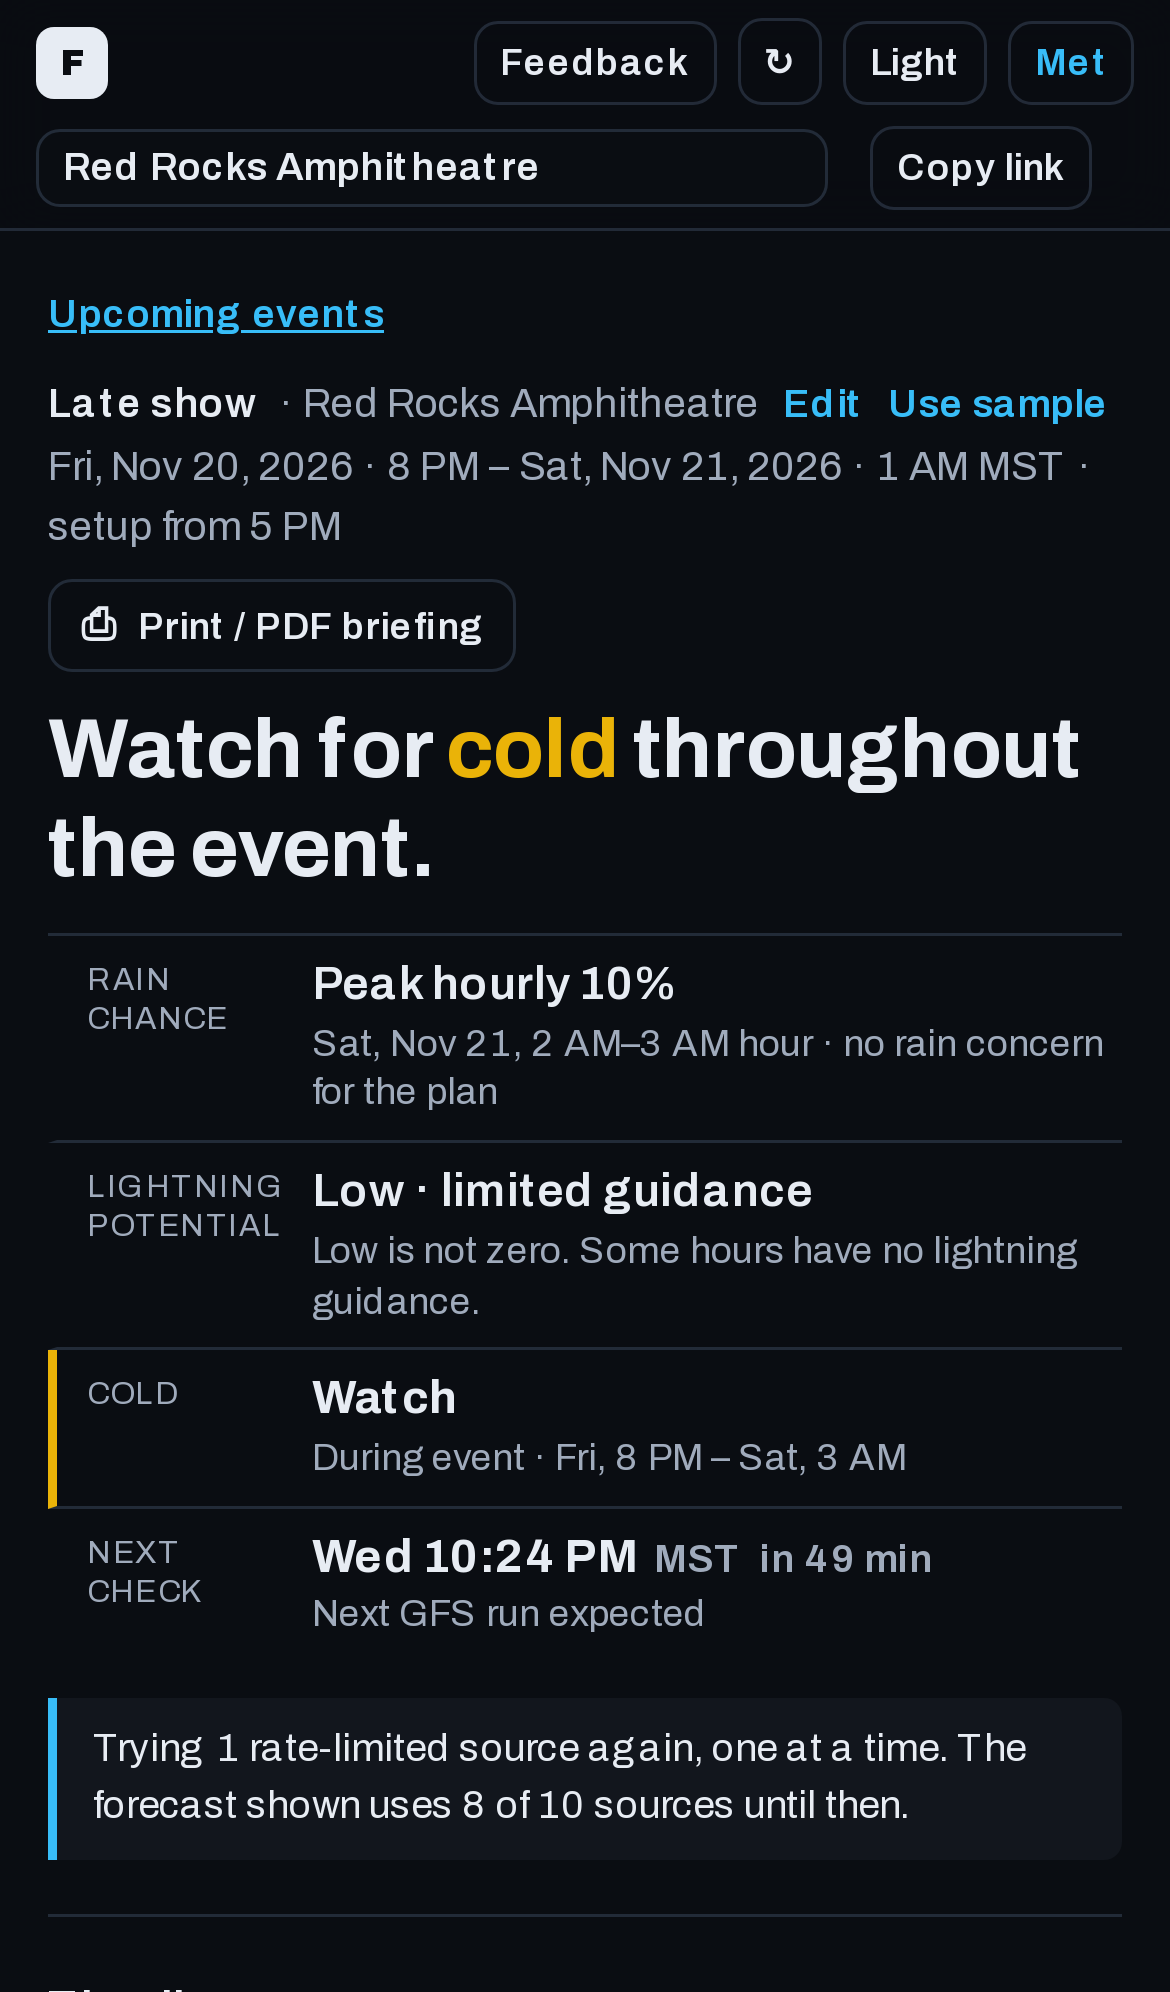 F
Feedback ↻ Light Met
Red Rocks Amphitheatre Copy link
Upcoming events
Late show · Red Rocks Amphitheatre Edit Use sample
Fri, Nov 20, 2026 · 8 PM – Sat, Nov 21, 2026 · 1 AM MST ·
setup from 5 PM
Print / PDF briefing
Watch for cold throughout
the event.
RAIN
CHANCE
Peak hourly 10%
Sat, Nov 21, 2 AM–3 AM hour · no rain concern
for the plan
LIGHTNING
POTENTIAL
Low · limited guidance
Low is not zero. Some hours have no lightning
guidance.
COLD
Watch
During event · Fri, 8 PM – Sat, 3 AM
NEXT
CHECK
Wed 10:24 PM MST in 49 min
Next GFS run expected
Trying 1 rate-limited source again, one at a time. The
forecast shown uses 8 of 10 sources until then.